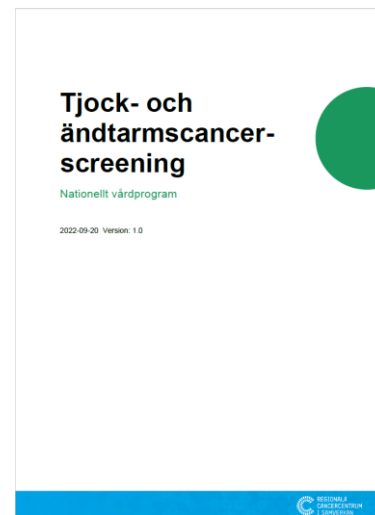 Tjock- och
ändtarmscancer-
screening
Nationellt vårdprogram
2022-09-20 Version: 1.0
REGIONALA
CANCERCENTRUM
I SAMVERKAN